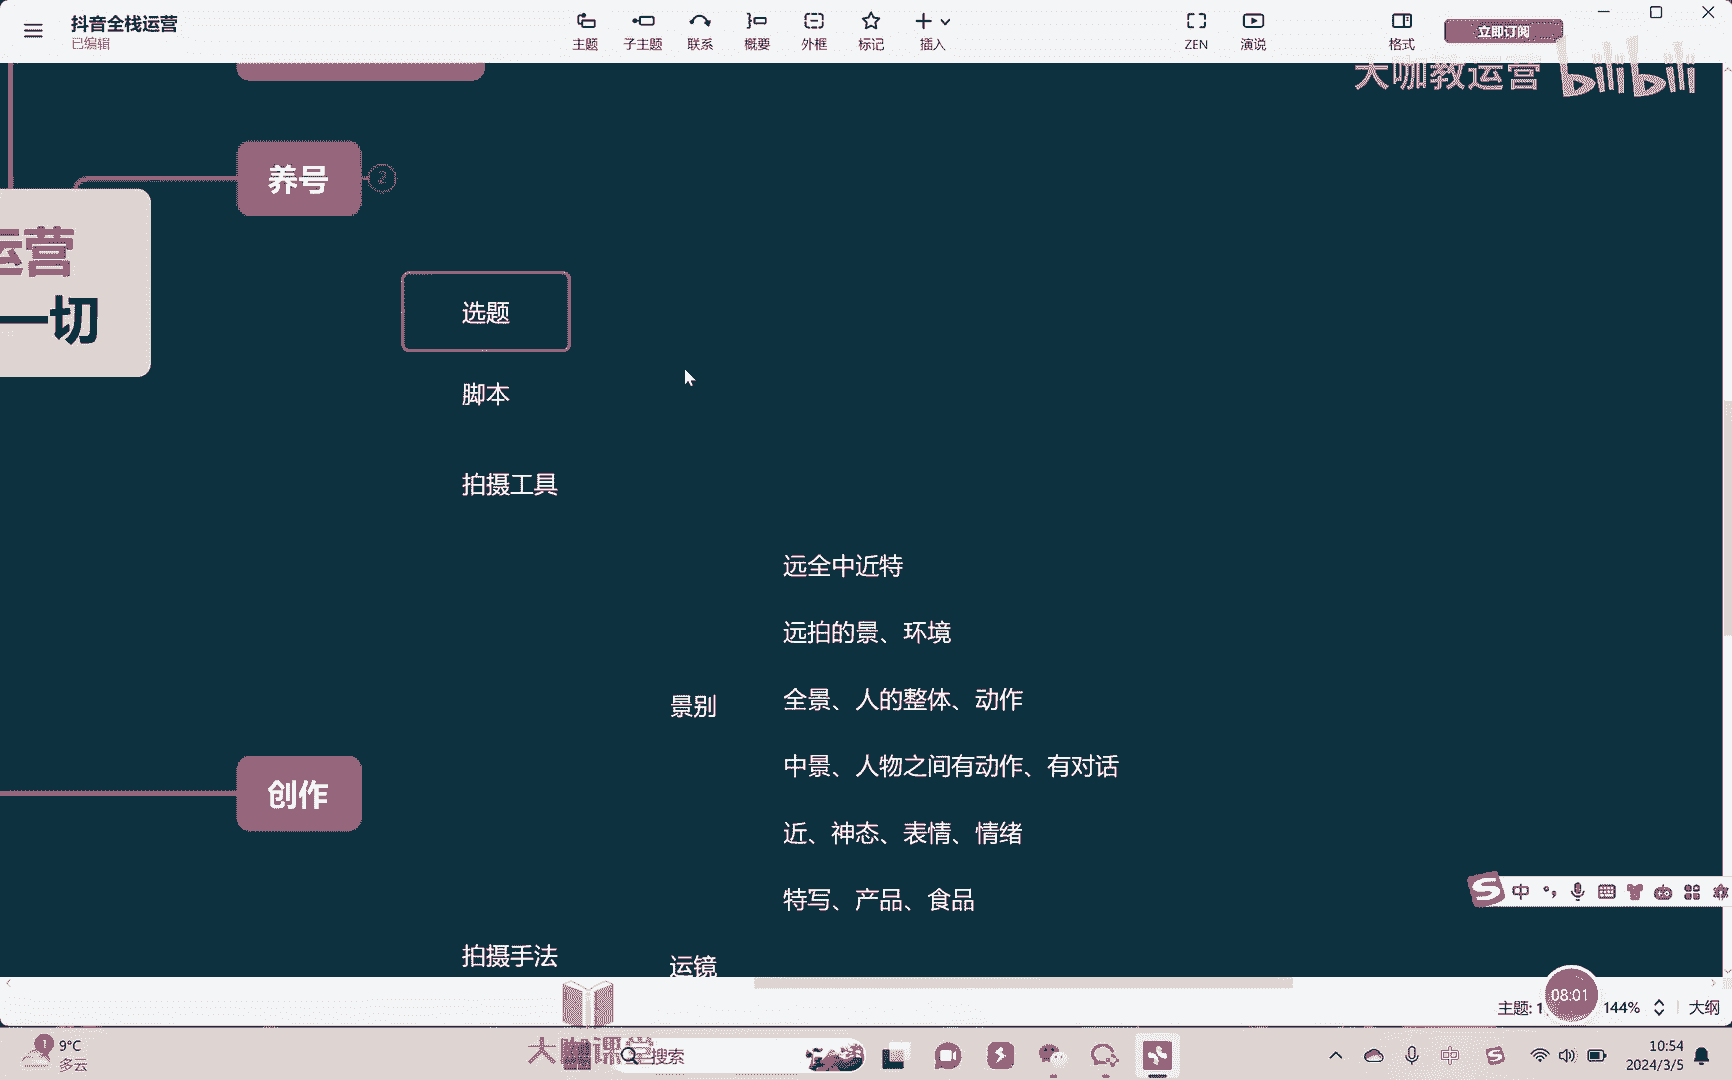 抖音全栈运营
已编辑
主题
子主题
联系
概要
外框
标记
插入
ZEN
演说
格式
立即订阅
大咖教运营
bilibili
养号
2
运营
一切
选题
脚本
拍摄工具
远全中近特
远拍的景、环境
全景、人的整体、动作
景别
中景、人物之间有动作、有对话
创作
近、神态、表情、情绪
特写、产品、食品
中
拍摄手法
运镜
主题: 1
08:01
144%
大纲
1
9°C
多云
大咖课堂
搜索
中
10:54
2024/3/5